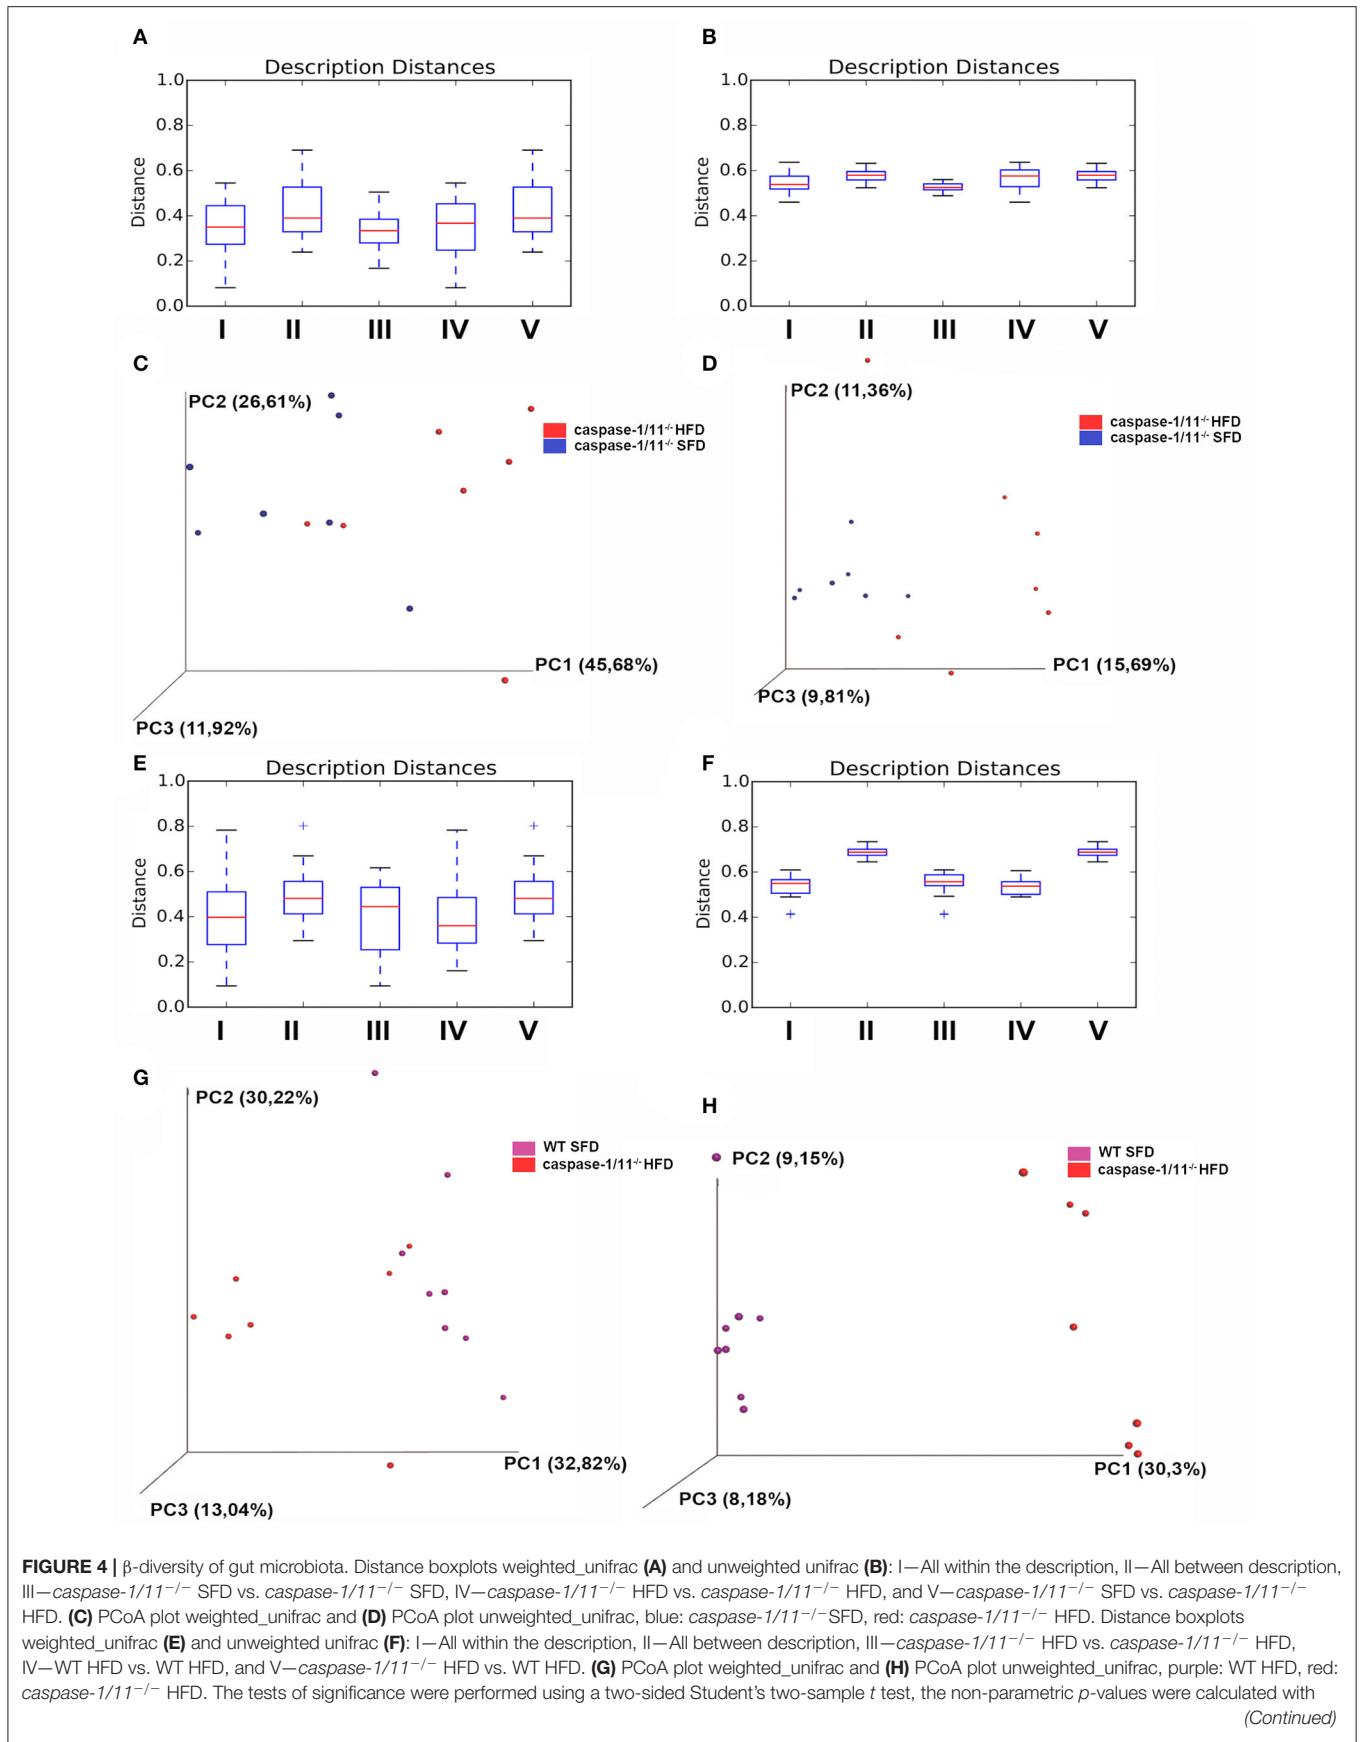 A
B
Description Distances
Description Distances
1.0
0.8
0.6
0.4
0.2
0.0
Distance
I II III IV V
1.0
0.8
0.6
0.4
0.2
0.0
Distance
I II III IV V
C
PC2 (26,61%)
caspase-1/11-/- HFD
caspase-1/11-/- SFD
PC1 (45,68%)
PC3 (11,92%)
D
PC2 (11,36%)
caspase-1/11-/- HFD
caspase-1/11-/- SFD
PC1 (15,69%)
PC3 (9,81%)
E
Description Distances
1.0
0.8
0.6
0.4
0.2
0.0
Distance
I II III IV V
F
Description Distances
1.0
0.8
0.6
0.4
0.2
0.0
Distance
I II III IV V
G
PC2 (30,22%)
WT SFD
caspase-1/11-/- HFD
PC1 (32,82%)
PC3 (13,04%)
H
PC2 (9,15%)
WT SFD
caspase-1/11-/- HFD
PC1 (30,3%)
PC3 (8,18%)
FIGURE 4 | β-diversity of gut microbiota. Distance boxplots weighted_unifrac (A) and unweighted unifrac (B): I—All within the description, II—All between description,
III—caspase-1/11−/− SFD vs. caspase-1/11−/− SFD, IV—caspase-1/11−/− HFD vs. caspase-1/11−/− HFD, and V—caspase-1/11−/− SFD vs. caspase-1/11−/−
HFD. (C) PCoA plot weighted_unifrac and (D) PCoA plot unweighted_unifrac, blue: caspase-1/11−/−SFD, red: caspase-1/11−/− HFD. Distance boxplots
weighted_unifrac (E) and unweighted unifrac (F): I—All within the description, II—All between description, III—caspase-1/11−/− HFD vs. caspase-1/11−/− HFD,
IV—WT HFD vs. WT HFD, and V—caspase-1/11−/− HFD vs. WT HFD. (G) PCoA plot weighted_unifrac and (H) PCoA plot unweighted_unifrac, purple: WT HFD, red:
caspase-1/11−/− HFD. The tests of significance were performed using a two-sided Student's two-sample t test, the non-parametric p-values were calculated with
(Continued)